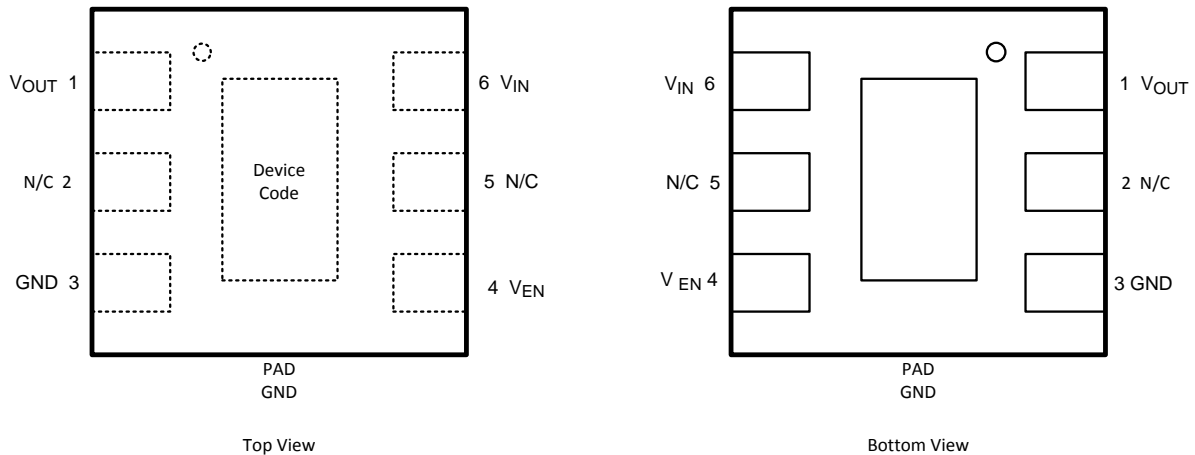 VOUT 1
6 VIN
N/C 2
Device
Code
5 N/C
GND 3
4 VEN
PAD
GND
Top View
VIN 6
1 VOUT
N/C 5
2 N/C
V EN 4
3 GND
PAD
GND
Bottom View